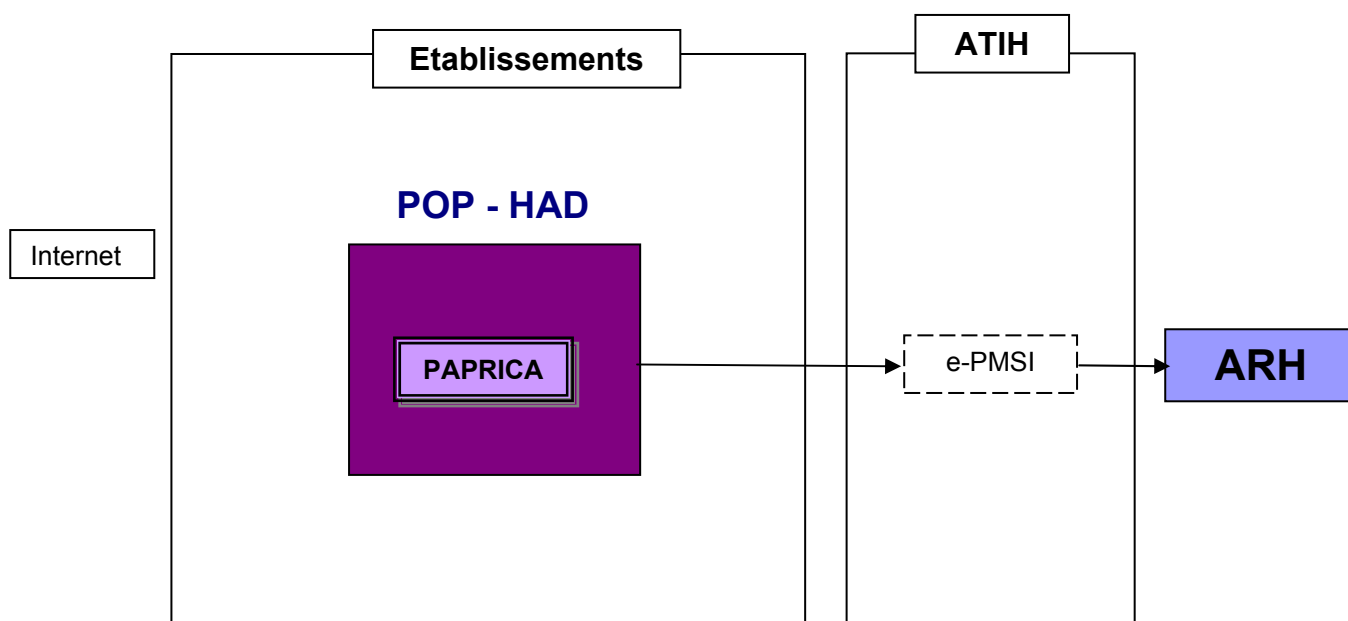 Etablissements
ATIH
POP - HAD
Internet
PAPRICA
e-PMSI
ARH